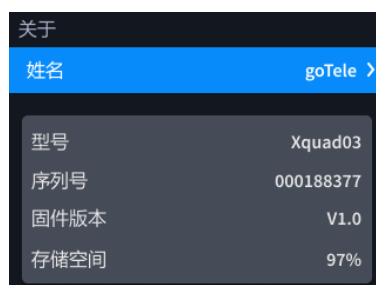 关于
姓名 goTele
型号 Xquad03
序列号 000188377
固件版本 V1.0
存储空间 97%